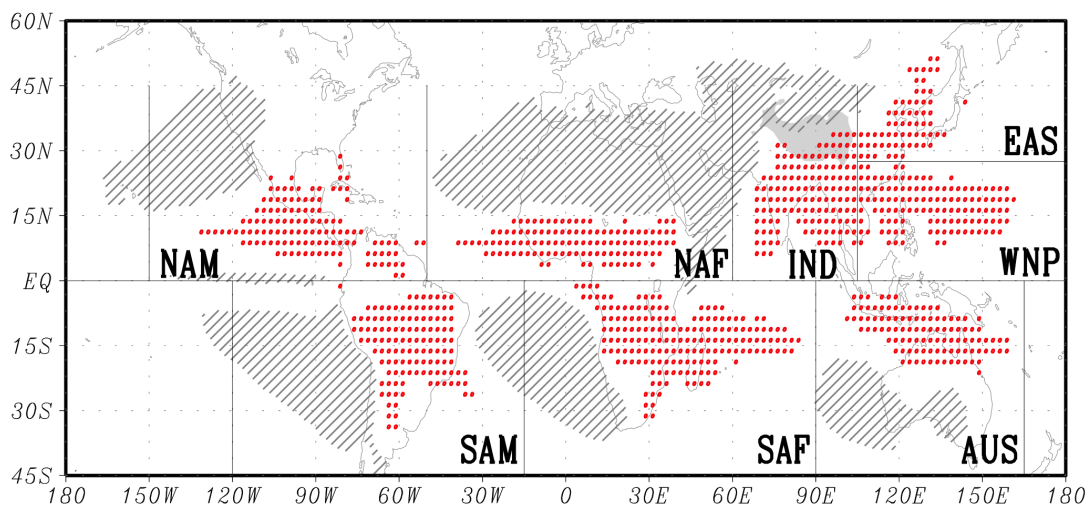 60N
45N
30N
15N
EQ
15S
30S
45S
EAS
NAM
NAF
IND
WNP
SAM
SAF
AUS
180
150W
120W
90W
60W
30W
0
30E
60E
90E
120E
150E
180